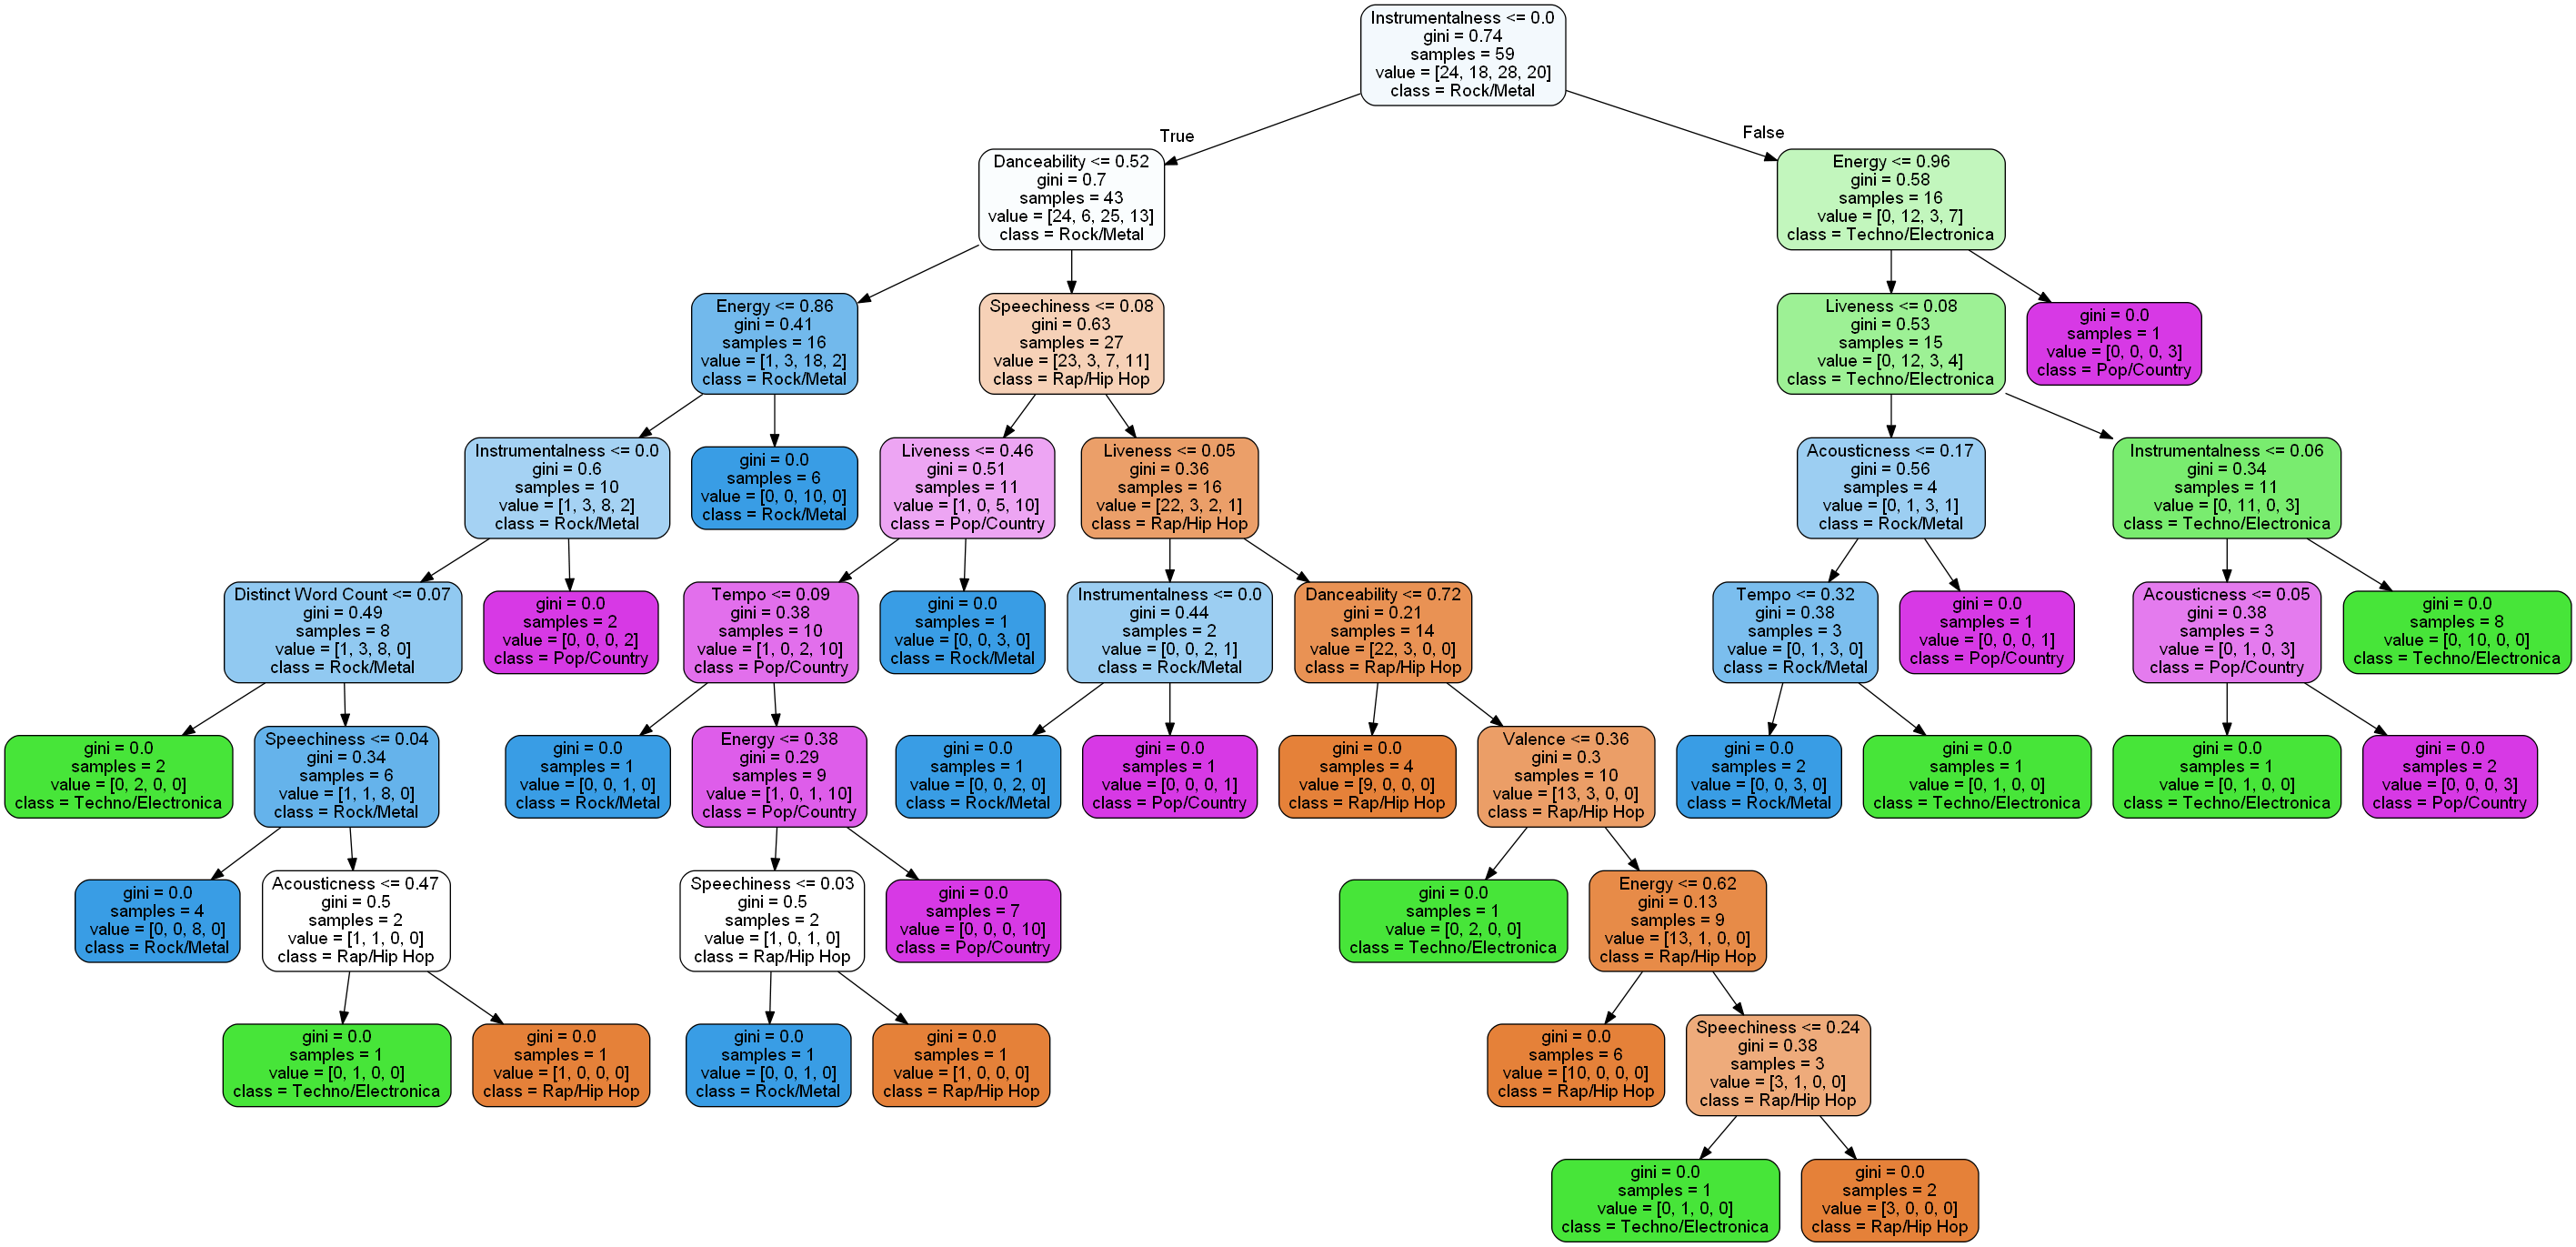 Instrumentalness <= 0.0
gini = 0.74
samples = 59
value = [24, 18, 28, 20]
class = Rock/Metal
True
False
Danceability <= 0.52
gini = 0.7
samples = 43
value = [24, 6, 25, 13]
class = Rock/Metal
Energy <= 0.96
gini = 0.58
samples = 16
value = [0, 12, 3, 7]
class = Techno/Electronica
Energy <= 0.86
gini = 0.41
samples = 16
value = [1, 3, 18, 2]
class = Rock/Metal
Speechiness <= 0.08
gini = 0.63
samples = 27
value = [23, 3, 7, 11]
class = Rap/Hip Hop
Liveness <= 0.08
gini = 0.53
samples = 15
value = [0, 12, 3, 4]
class = Techno/Electronica
gini = 0.0
samples = 1
value = [0, 0, 0, 3]
class = Pop/Country
Instrumentalness <= 0.0
gini = 0.6
samples = 10
value = [1, 3, 8, 2]
class = Rock/Metal
gini = 0.0
samples = 6
value = [0, 0, 10, 0]
class = Rock/Metal
Liveness <= 0.46
gini = 0.51
samples = 11
value = [1, 0, 5, 10]
class = Pop/Country
Liveness <= 0.05
gini = 0.36
samples = 16
value = [22, 3, 2, 1]
class = Rap/Hip Hop
Acousticness <= 0.17
gini = 0.56
samples = 4
value = [0, 1, 3, 1]
class = Rock/Metal
Instrumentalness <= 0.06
gini = 0.34
samples = 11
value = [0, 11, 0, 3]
class = Techno/Electronica
Distinct Word Count <= 0.07
gini = 0.49
samples = 8
value = [1, 3, 8, 0]
class = Rock/Metal
gini = 0.0
samples = 2
value = [0, 0, 0, 2]
class = Pop/Country
Tempo <= 0.09
gini = 0.38
samples = 10
value = [1, 0, 2, 10]
class = Pop/Country
gini = 0.0
samples = 1
value = [0, 0, 3, 0]
class = Rock/Metal
Instrumentalness <= 0.0
gini = 0.44
samples = 2
value = [0, 0, 2, 1]
class = Rock/Metal
Danceability <= 0.72
gini = 0.21
samples = 14
value = [22, 3, 0, 0]
class = Rap/Hip Hop
Tempo <= 0.32
gini = 0.38
samples = 3
value = [0, 1, 3, 0]
class = Rock/Metal
gini = 0.0
samples = 1
value = [0, 0, 0, 1]
class = Pop/Country
Acousticness <= 0.05
gini = 0.38
samples = 3
value = [0, 1, 0, 3]
class = Pop/Country
gini = 0.0
samples = 8
value = [0, 10, 0, 0]
class = Techno/Electronica
gini = 0.0
samples = 2
value = [0, 2, 0, 0]
class = Techno/Electronica
Speechiness <= 0.04
gini = 0.34
samples = 6
value = [1, 1, 8, 0]
class = Rock/Metal
gini = 0.0
samples = 1
value = [0, 0, 1, 0]
class = Rock/Metal
Energy <= 0.38
gini = 0.29
samples = 9
value = [1, 0, 1, 10]
class = Pop/Country
gini = 0.0
samples = 1
value = [0, 0, 2, 0]
class = Rock/Metal
gini = 0.0
samples = 1
value = [0, 0, 0, 1]
class = Pop/Country
gini = 0.0
samples = 4
value = [9, 0, 0, 0]
class = Rap/Hip Hop
Valence <= 0.36
gini = 0.3
samples = 10
value = [13, 3, 0, 0]
class = Rap/Hip Hop
gini = 0.0
samples = 2
value = [0, 0, 3, 0]
class = Rock/Metal
gini = 0.0
samples = 1
value = [0, 1, 0, 0]
class = Techno/Electronica
gini = 0.0
samples = 1
value = [0, 1, 0, 0]
class = Techno/Electronica
gini = 0.0
samples = 2
value = [0, 0, 0, 3]
class = Pop/Country
gini = 0.0
samples = 4
value = [0, 0, 8, 0]
class = Rock/Metal
Acousticness <= 0.47
gini = 0.5
samples = 2
value = [1, 1, 0, 0]
class = Rap/Hip Hop
Speechiness <= 0.03
gini = 0.5
samples = 2
value = [1, 0, 1, 0]
class = Rap/Hip Hop
gini = 0.0
samples = 7
value = [0, 0, 0, 10]
class = Pop/Country
gini = 0.0
samples = 1
value = [0, 2, 0, 0]
class = Techno/Electronica
Energy <= 0.62
gini = 0.13
samples = 9
value = [13, 1, 0, 0]
class = Rap/Hip Hop
gini = 0.0
samples = 1
value = [0, 1, 0, 0]
class = Techno/Electronica
gini = 0.0
samples = 1
value = [1, 0, 0, 0]
class = Rap/Hip Hop
gini = 0.0
samples = 1
value = [0, 0, 1, 0]
class = Rock/Metal
gini = 0.0
samples = 1
value = [1, 0, 0, 0]
class = Rap/Hip Hop
gini = 0.0
samples = 6
value = [10, 0, 0, 0]
class = Rap/Hip Hop
Speechiness <= 0.24
gini = 0.38
samples = 3
value = [3, 1, 0, 0]
class = Rap/Hip Hop
gini = 0.0
samples = 1
value = [0, 1, 0, 0]
class = Techno/Electronica
gini = 0.0
samples = 2
value = [3, 0, 0, 0]
class = Rap/Hip Hop